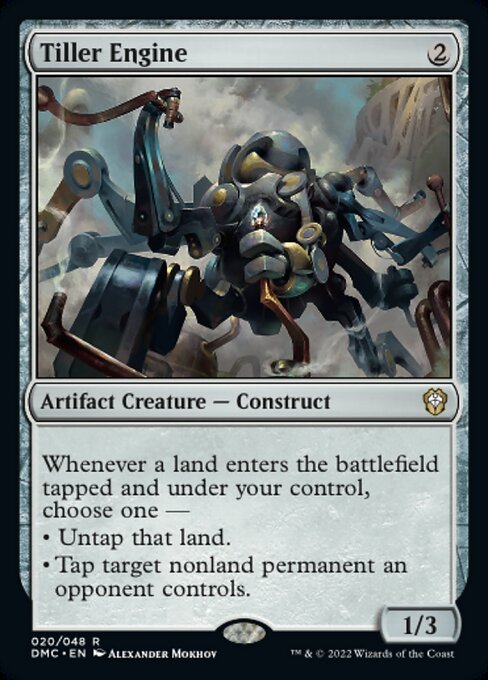 Tiller Engine 2
Artifact Creature — Construct
Whenever a land enters the battlefield
tapped and under your control,
choose one —
• Untap that land.
• Tap target nonland permanent an
opponent controls.
1/3
020/048 R
DMC • EN Alexander Mokhov
™ & © 2022 Wizards of the Coast